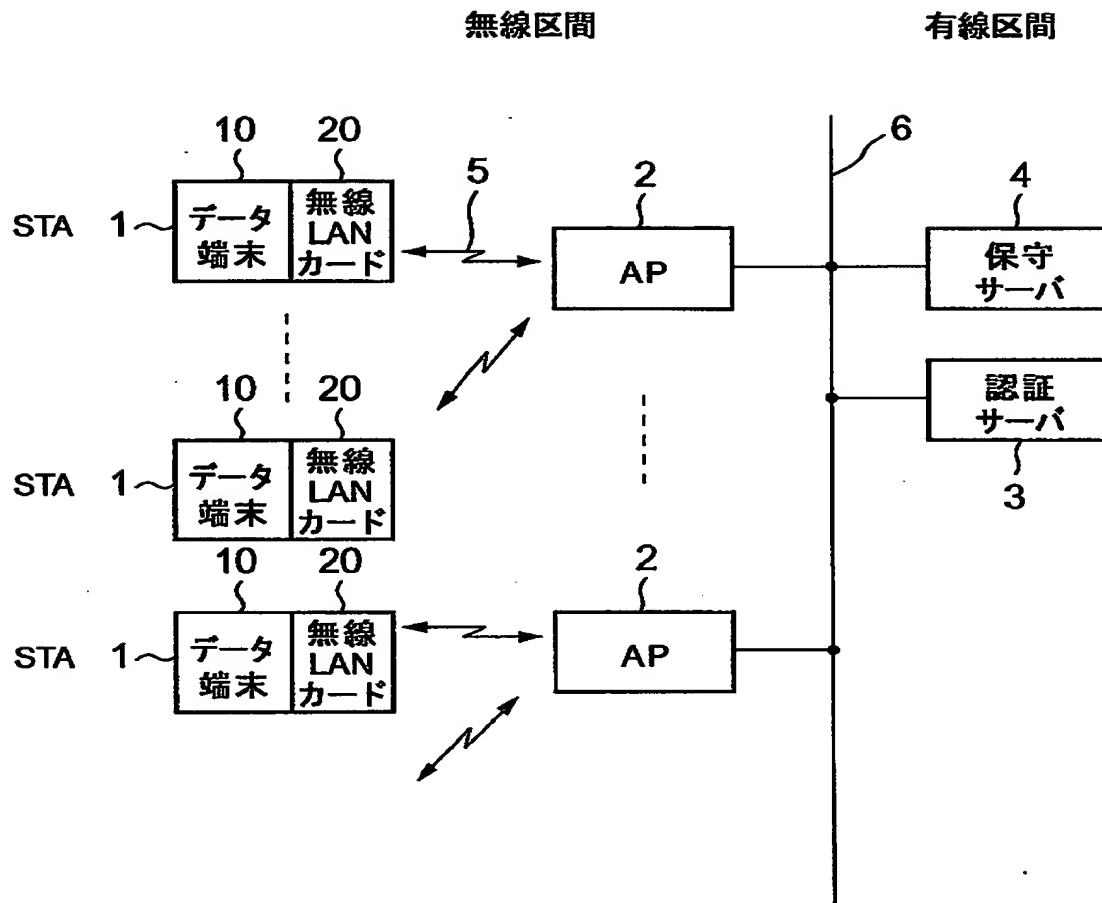 無線区間
有線区間
10
20
5
2
6
4
STA
1
データ
端末
無線
LAN
カード
AP
保守
サーバ
10
20
認証
サーバ
3
STA
1
データ
端末
無線
LAN
カード
10
20
2
STA
1
データ
端末
無線
LAN
カード
AP